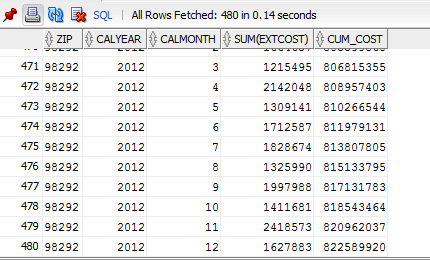 SQL | All Rows Fetched: 480 in 0.14 seconds
ZIP CALYEAR CALMONTH SUM(EXTCOST) CUM_COST
471 98292 2012 3 1215495 806815355
472 98292 2012 4 2142048 808957403
473 98292 2012 5 1309141 810266544
474 98292 2012 6 1712587 811979131
475 98292 2012 7 1828674 813807805
476 98292 2012 8 1325990 815133795
477 98292 2012 9 1997988 817131783
478 98292 2012 10 1411681 818543464
479 98292 2012 11 2418573 820962037
480 98292 2012 12 1627883 822589920